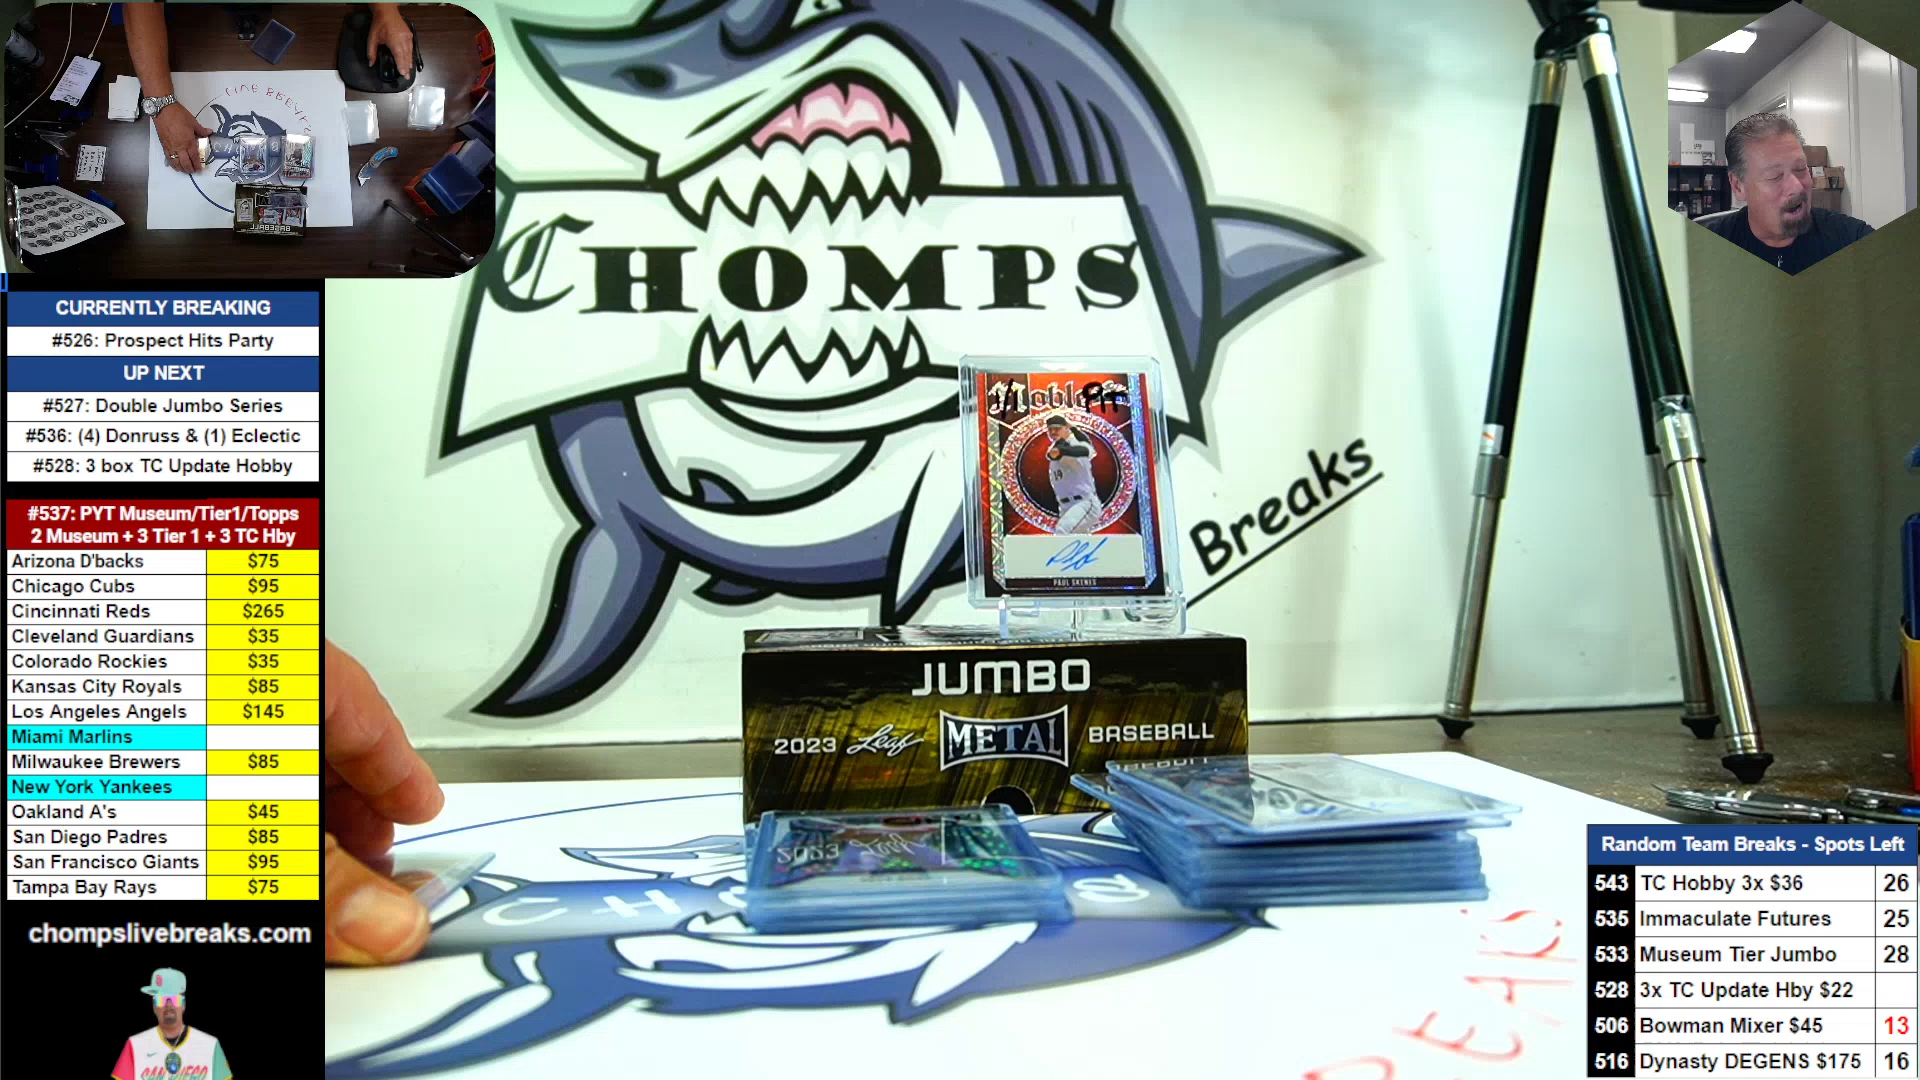 CHOMPS
Breaks
1/1 PIT
PAUL SKENES
JUMBO
2023 Leaf METAL BASEBALL
CURRENTLY BREAKING
#526: Prospect Hits Party
UP NEXT
#527: Double Jumbo Series
#536: (4) Donruss & (1) Eclectic
#528: 3 box TC Update Hobby
#537: PYT Museum/Tier1/Topps
2 Museum + 3 Tier 1 + 3 TC Hby
Arizona D'backs $75
Chicago Cubs $95
Cincinnati Reds $265
Cleveland Guardians $35
Colorado Rockies $35
Kansas City Royals $85
Los Angeles Angels $145
Miami Marlins
Milwaukee Brewers $85
New York Yankees
Oakland A's $45
San Diego Padres $85
San Francisco Giants $95
Tampa Bay Rays $75
chompslivebreaks.com
SAN DIEGO
Random Team Breaks - Spots Left
543 TC Hobby 3x $36 26
535 Immaculate Futures 25
533 Museum Tier Jumbo 28
528 3x TC Update Hby $22
506 Bowman Mixer $45 13
516 Dynasty DEGENS $175 16